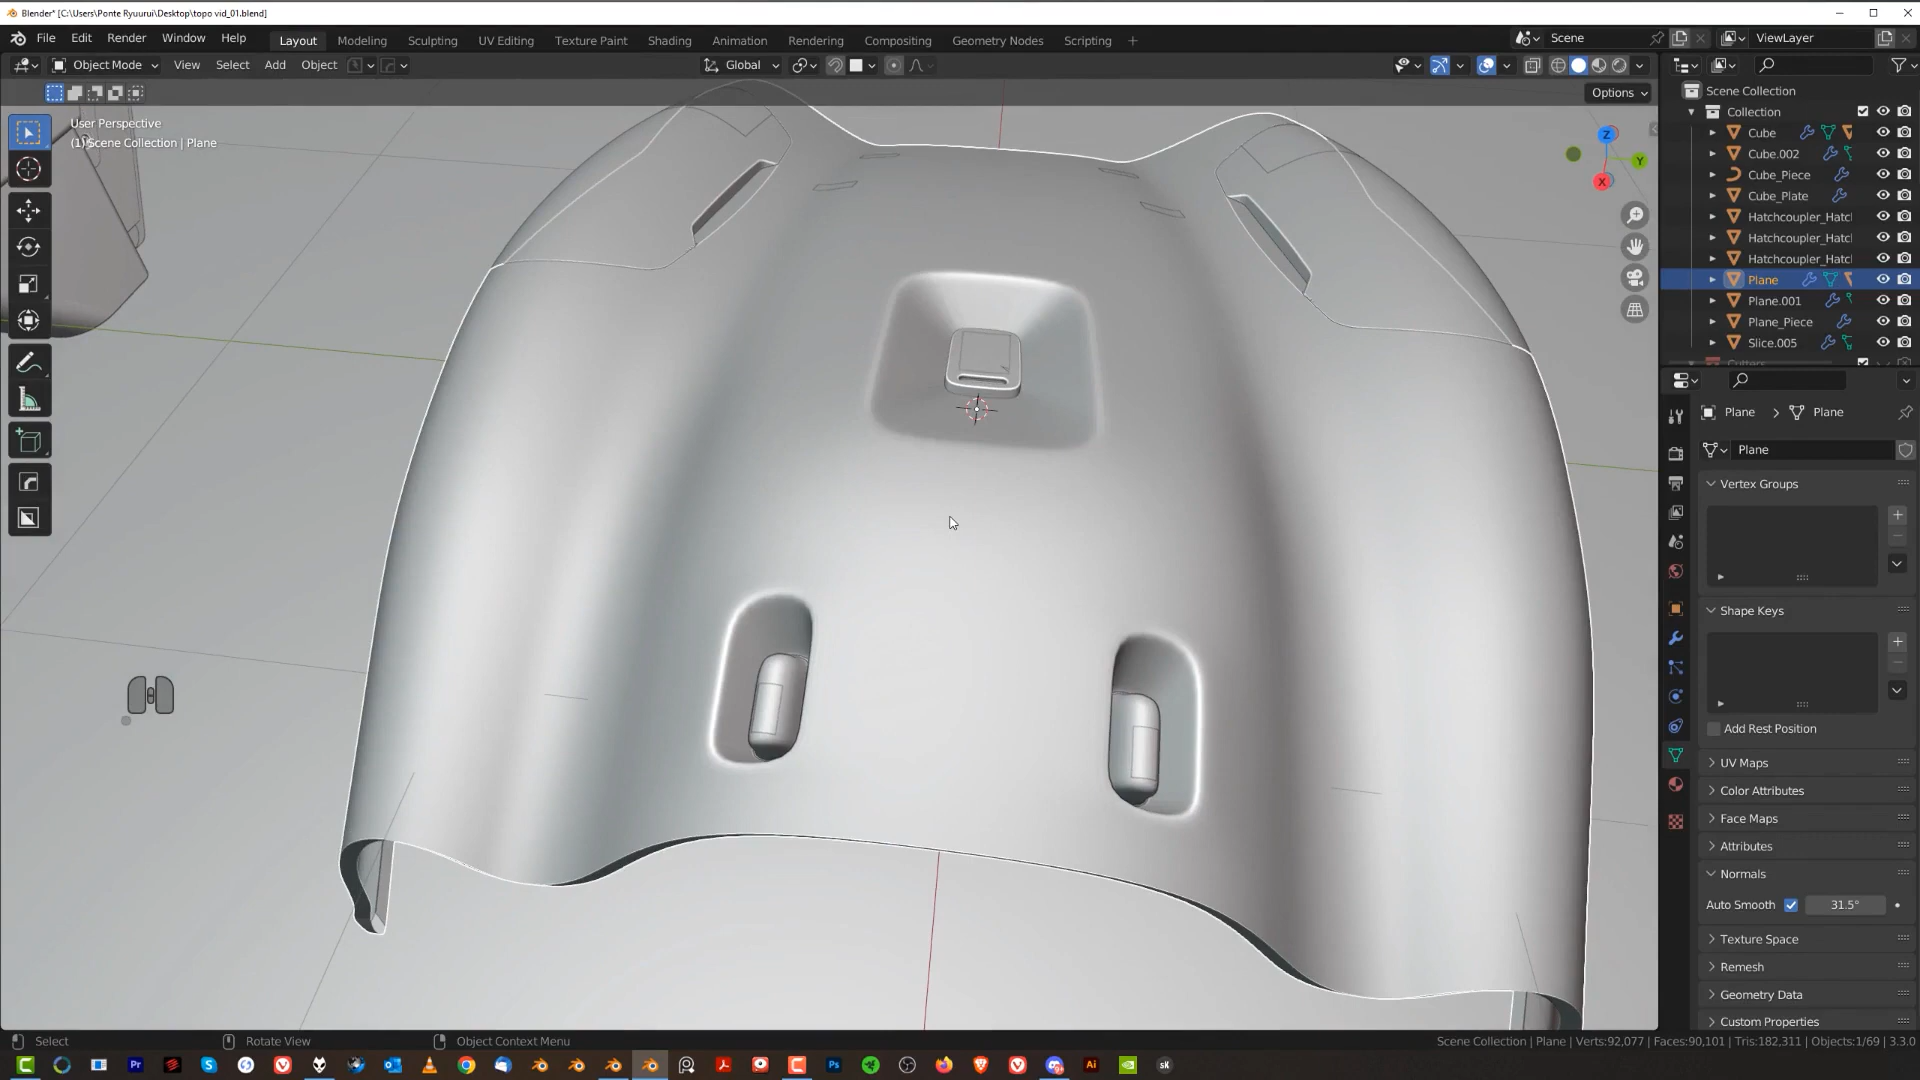 Blender* [C:\Users\Ponte Ryuurui\Desktop\topo vid_01.blend]
File Edit Render Window Help Layout Modeling Sculpting UV Editing Texture Paint Shading Animation Rendering Compositing Geometry Nodes Scripting + Scene ViewLayer
Object Mode View Select Add Object Global
Options
User Perspective
(1) Scene Collection | Plane
Z
Y
X
Scene Collection
Collection
Cube
Cube.002
Cube_Piece
Cube_Plate
Hatchcoupler_Hatcl
Hatchcoupler_Hatcl
Hatchcoupler_Hatcl
Plane
Plane.001
Plane_Piece
Slice.005
Plane > Plane
Plane
Vertex Groups
Shape Keys
Add Rest Position
UV Maps
Color Attributes
Face Maps
Attributes
Normals
Auto Smooth 31.5°
Texture Space
Remesh
Geometry Data
Custom Properties
Select Rotate View Object Context Menu Scene Collection | Plane | Verts:92,077 | Faces:90,101 | Tris:182,311 | Objects:1/69 | 3.3.0
Pr Ps Ai sK